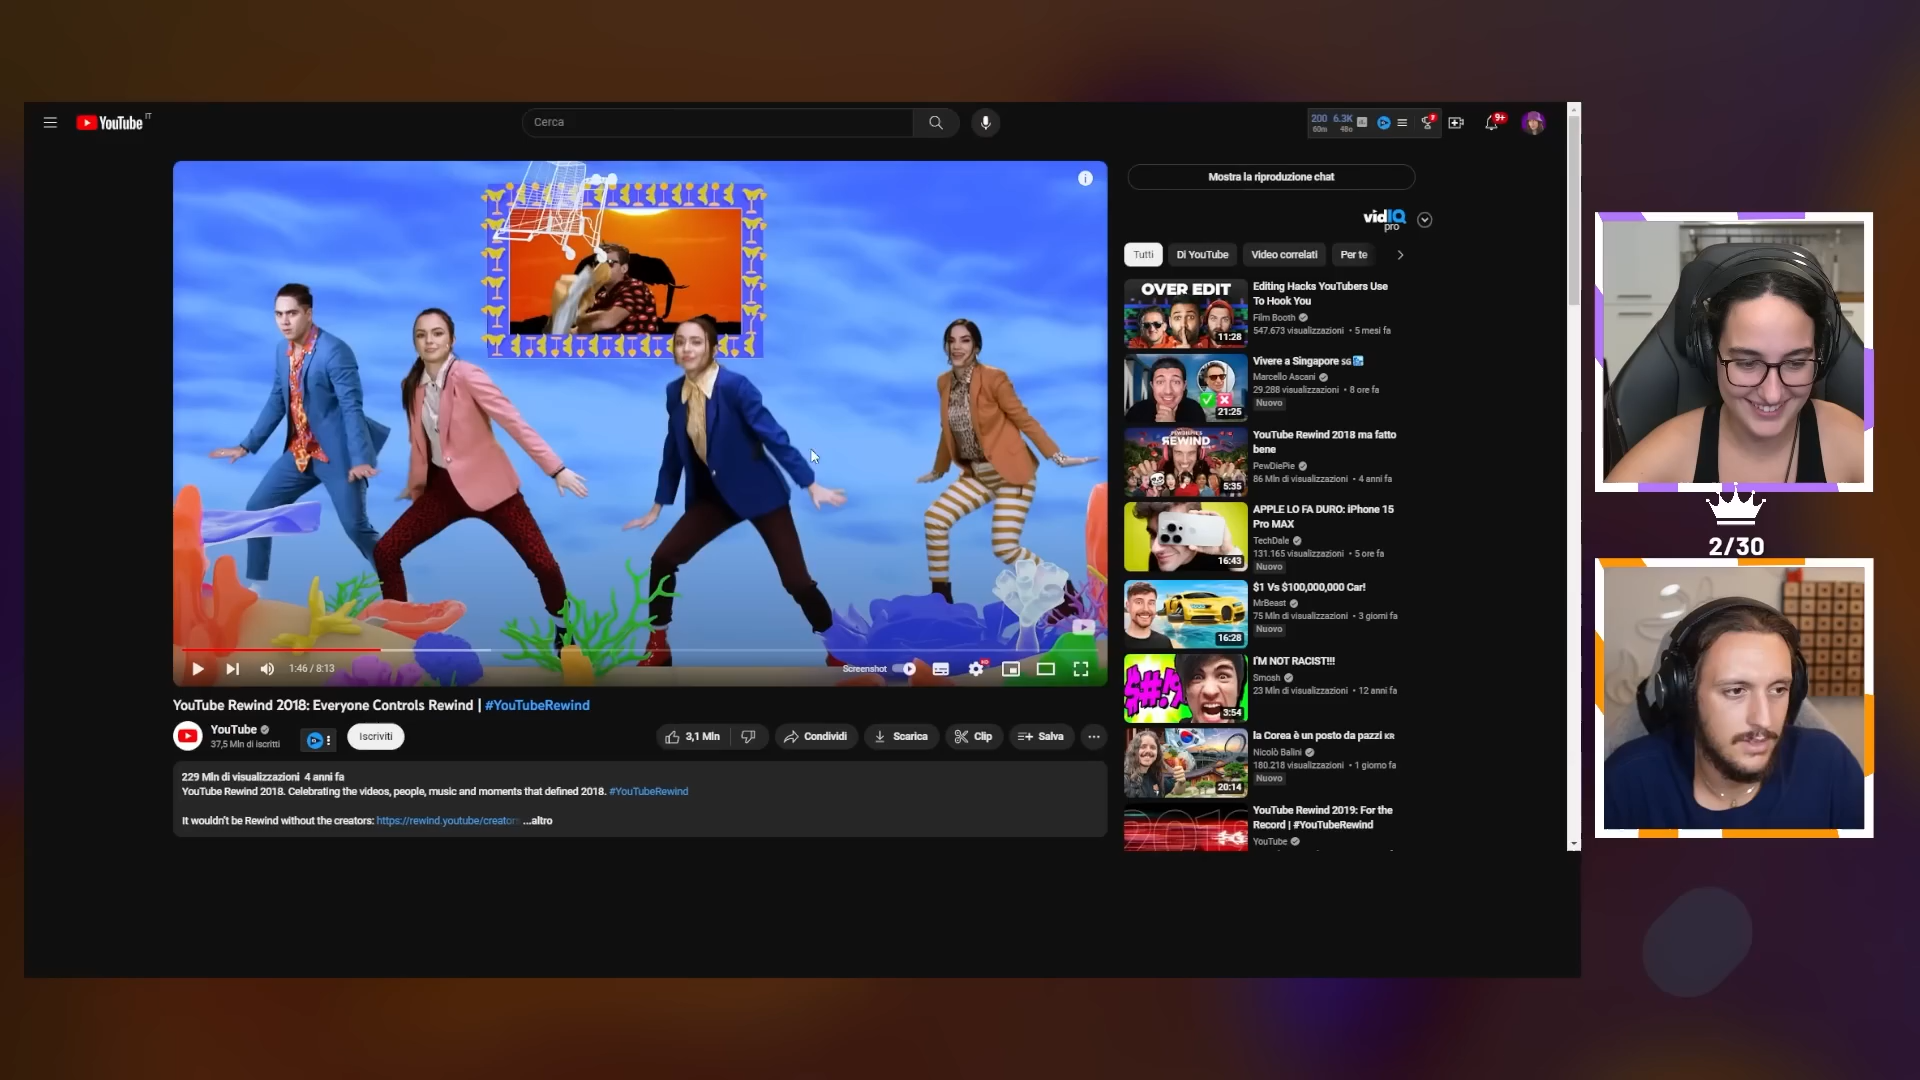 YouTube IT
Cerca
200 6.3K
60m 48o
9+
Mostra la riproduzione chat
vidIQ
pro
Tutti
Di YouTube
Video correlati
Per te
OVER EDIT
11:28
Editing Hacks YouTubers Use
To Hook You
Film Booth
547.673 visualizzazioni • 5 mesi fa
21:25
Vivere a Singapore SG
Marcello Ascani
29.288 visualizzazioni • 8 ore fa
Nuovo
REWIND
5:35
YouTube Rewind 2018 ma fatto
bene
PewDiePie
86 Mln di visualizzazioni • 4 anni fa
16:43
APPLE LO FA DURO: iPhone 15
Pro MAX
TechDale
131.165 visualizzazioni • 5 ore fa
Nuovo
16:28
$1 Vs $100,000,000 Car!
MrBeast
75 Mln di visualizzazioni • 3 giorni fa
Nuovo
3:54
I'M NOT RACIST!!!
Smosh
23 Mln di visualizzazioni • 12 anni fa
20:14
la Corea è un posto da pazzi KR
Nicolò Balini
180.218 visualizzazioni • 1 giorno fa
Nuovo
2019
YouTube Rewind 2019: For the
Record | #YouTubeRewind
YouTube
1:46 / 8:13
Screenshot
HD
YouTube Rewind 2018: Everyone Controls Rewind | #YouTubeRewind
YouTube
37,5 Mln di iscritti
Iscriviti
3,1 Mln
Condividi
Scarica
Clip
Salva
229 Mln di visualizzazioni 4 anni fa
YouTube Rewind 2018. Celebrating the videos, people, music and moments that defined 2018. #YouTubeRewind
It wouldn't be Rewind without the creators: https://rewind.youtube/creator ...altro
2/30